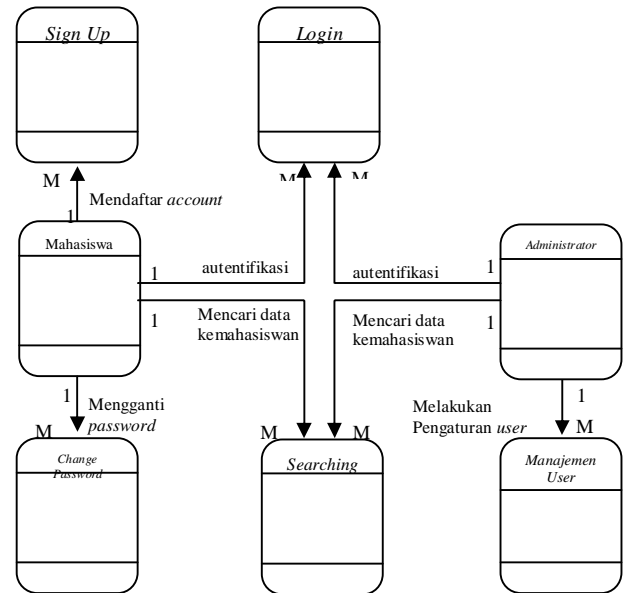 Sign Up
Login
M
Mendaftar account
1
M
M
Mahasiswa
Administrator
1
autentifikasi
autentifikasi
1
1
Mencari data
kemahasiswan
Mencari data
kemahasiswan
1
1
Mengganti
password
M
M
M
1
Melakukan
Pengaturan user
M
Change
Password
Searching
Manajemen
User